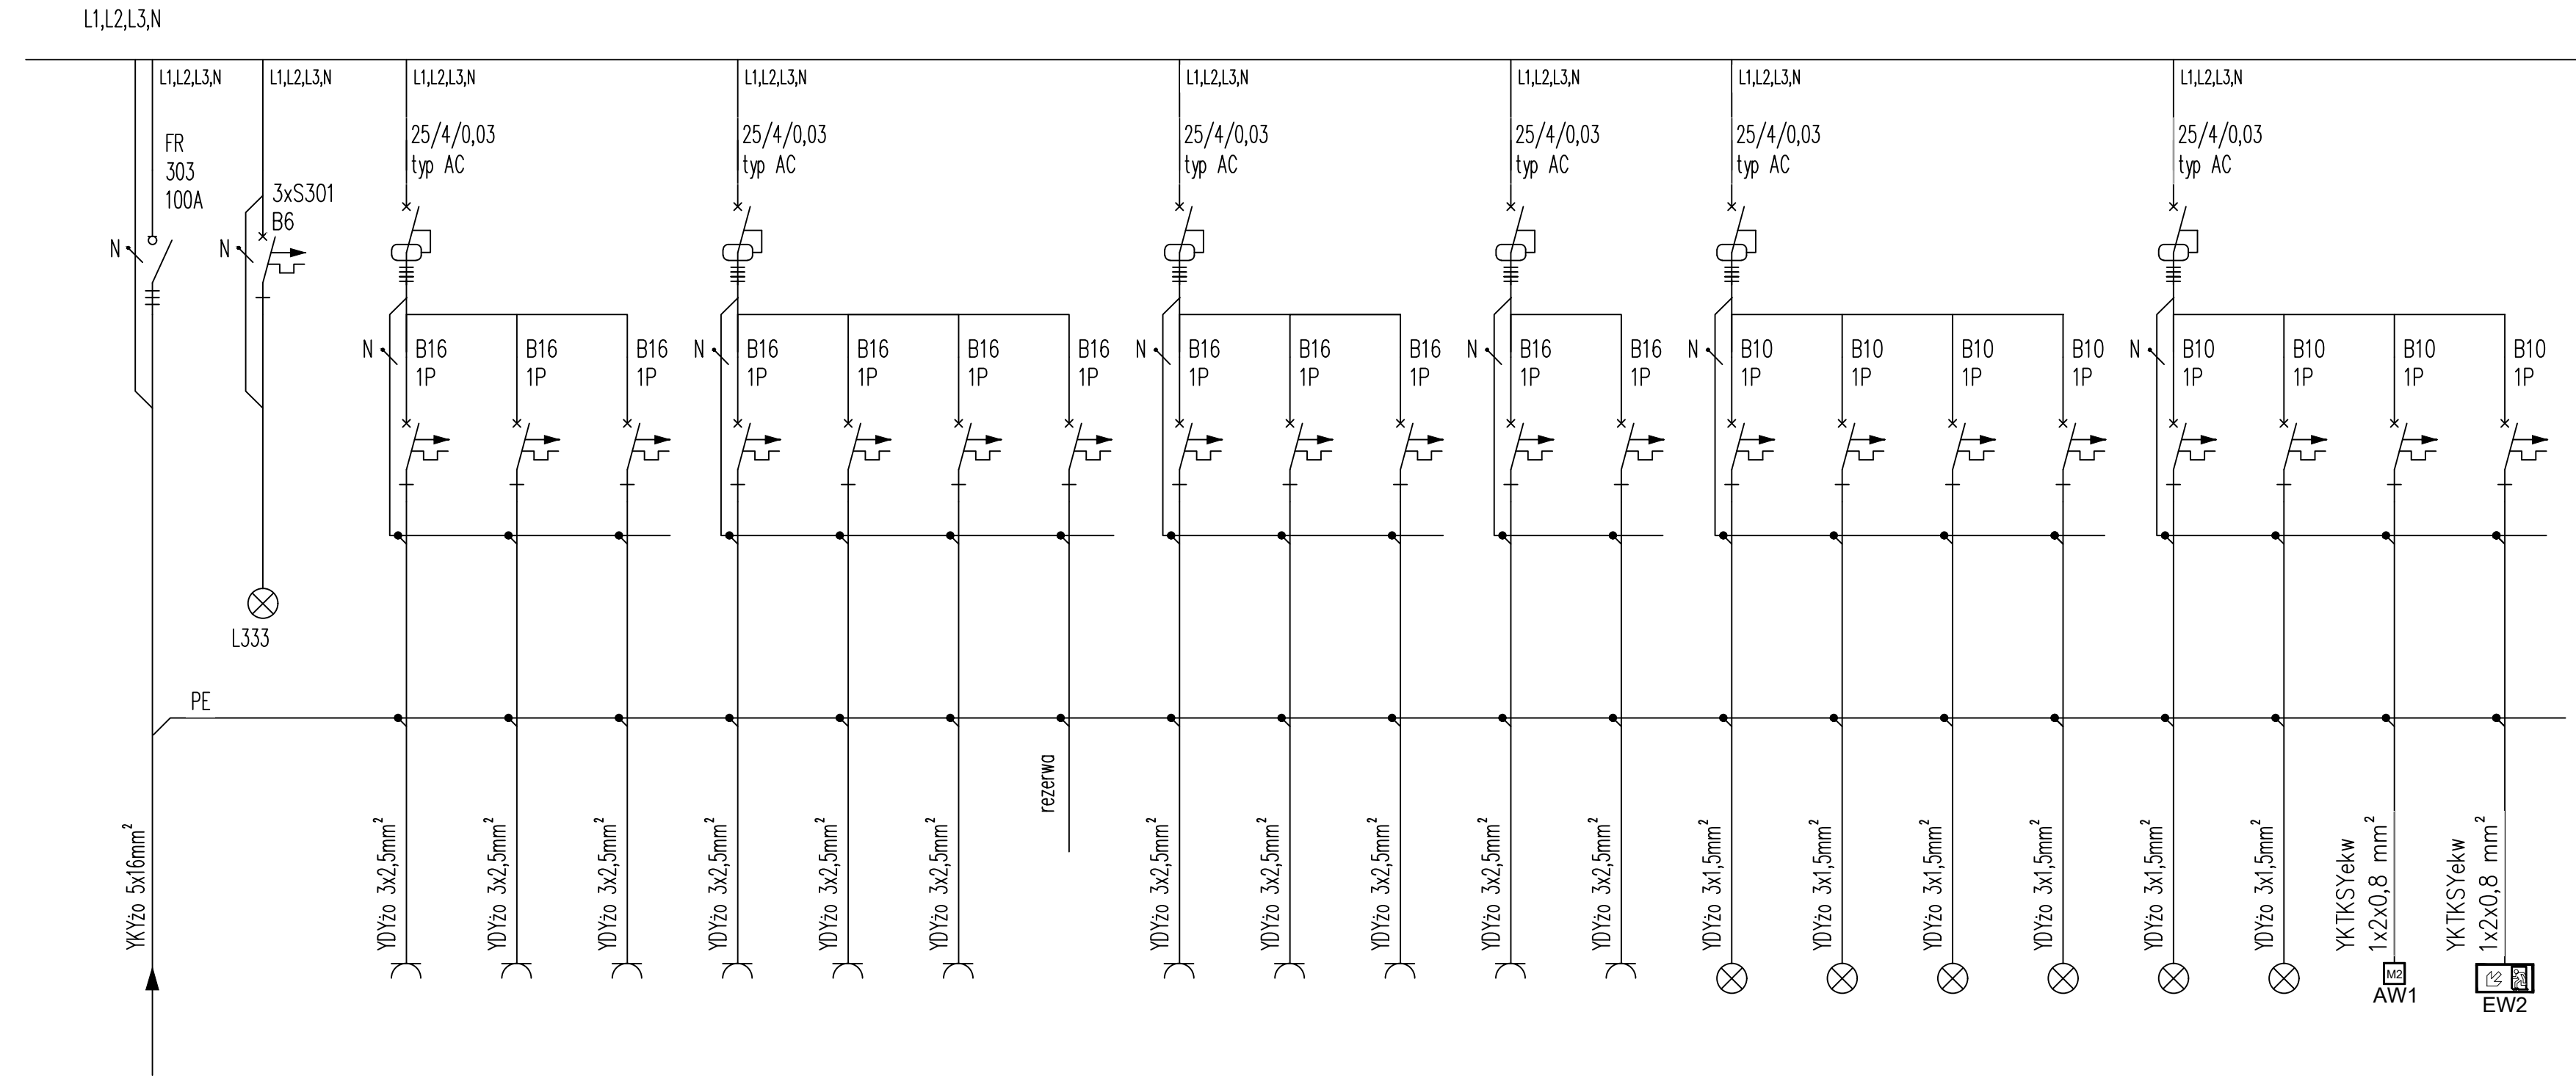 L1,L2,L3,N
L1,L2,L3,N
L1,L2,L3,N
L1,L2,L3,N
L1,L2,L3,N
L1,L2,L3,N
L1,L2,L3,N
L1,L2,L3,N
L1,L2,L3,N
FR
303
100A
3xS301
B6
25/4/0,03
typ AC
25/4/0,03
typ AC
25/4/0,03
typ AC
25/4/0,03
typ AC
25/4/0,03
typ AC
25/4/0,03
typ AC
N
N
N
B16
1P
B16
1P
B16
1P
N
B16
1P
B16
1P
B16
1P
B16
1P
N
B16
1P
B16
1P
B16
1P
N
B16
1P
B16
1P
N
B10
1P
B10
1P
B10
1P
B10
1P
N
B10
1P
B10
1P
B10
1P
B10
1P
L333
PE
YKYżo 5x16mm²
YDYżo 3x2,5mm²
YDYżo 3x2,5mm²
YDYżo 3x2,5mm²
YDYżo 3x2,5mm²
YDYżo 3x2,5mm²
YDYżo 3x2,5mm²
rezerwa
YDYżo 3x2,5mm²
YDYżo 3x2,5mm²
YDYżo 3x2,5mm²
YDYżo 3x2,5mm²
YDYżo 3x2,5mm²
YDYżo 3x1,5mm²
YDYżo 3x1,5mm²
YDYżo 3x1,5mm²
YDYżo 3x1,5mm²
YDYżo 3x1,5mm²
YDYżo 3x1,5mm²
YKTKSYekw
1x2x0,8 mm²
YKTKSYekw
1x2x0,8 mm²
M2
AW1
EW2